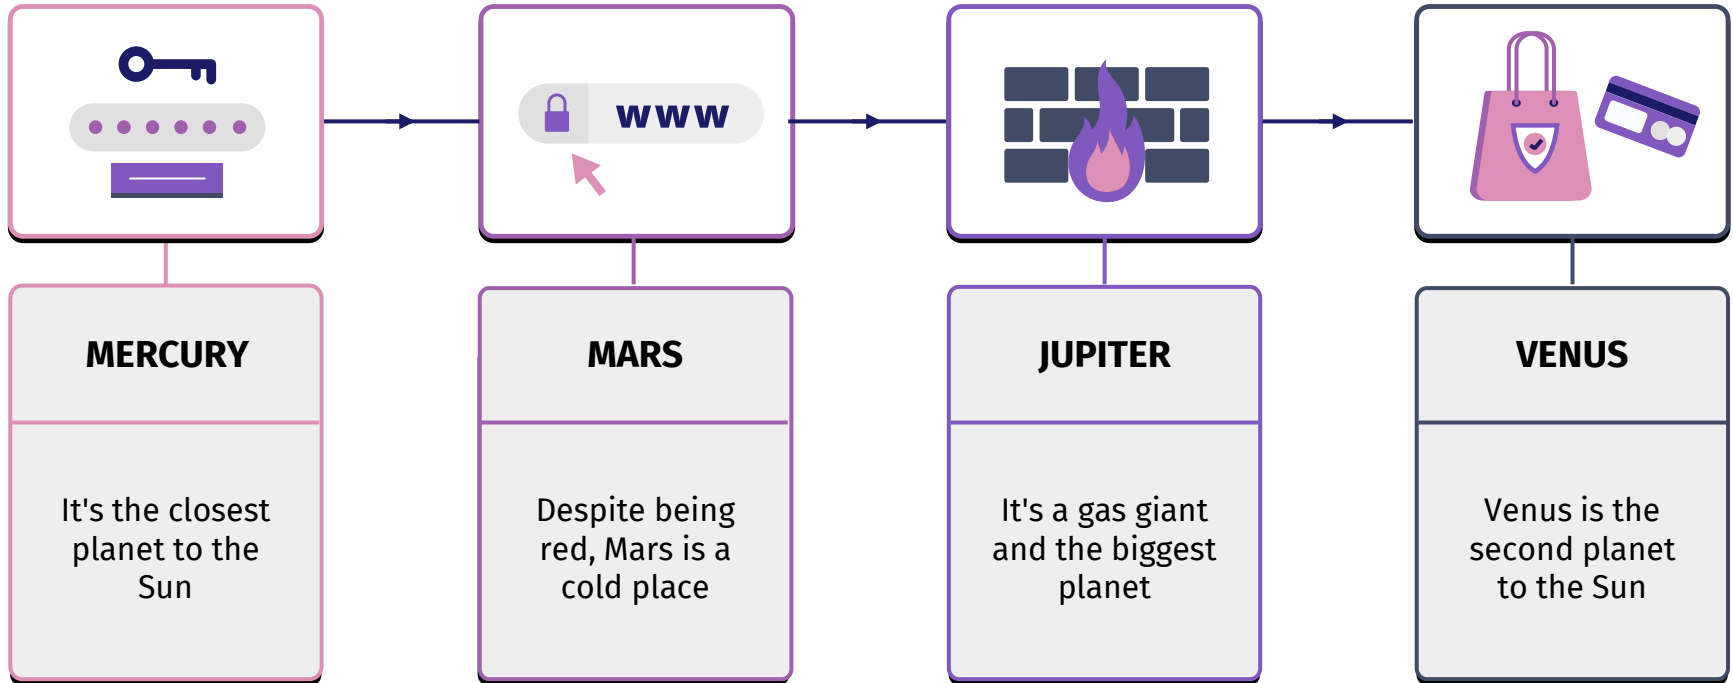 www
MERCURY
MARS
JUPITER
VENUS
It's the closest
planet to the
Sun
Despite being
red, Mars is a
cold place
It's a gas giant
and the biggest
planet
Venus is the
second planet
to the Sun